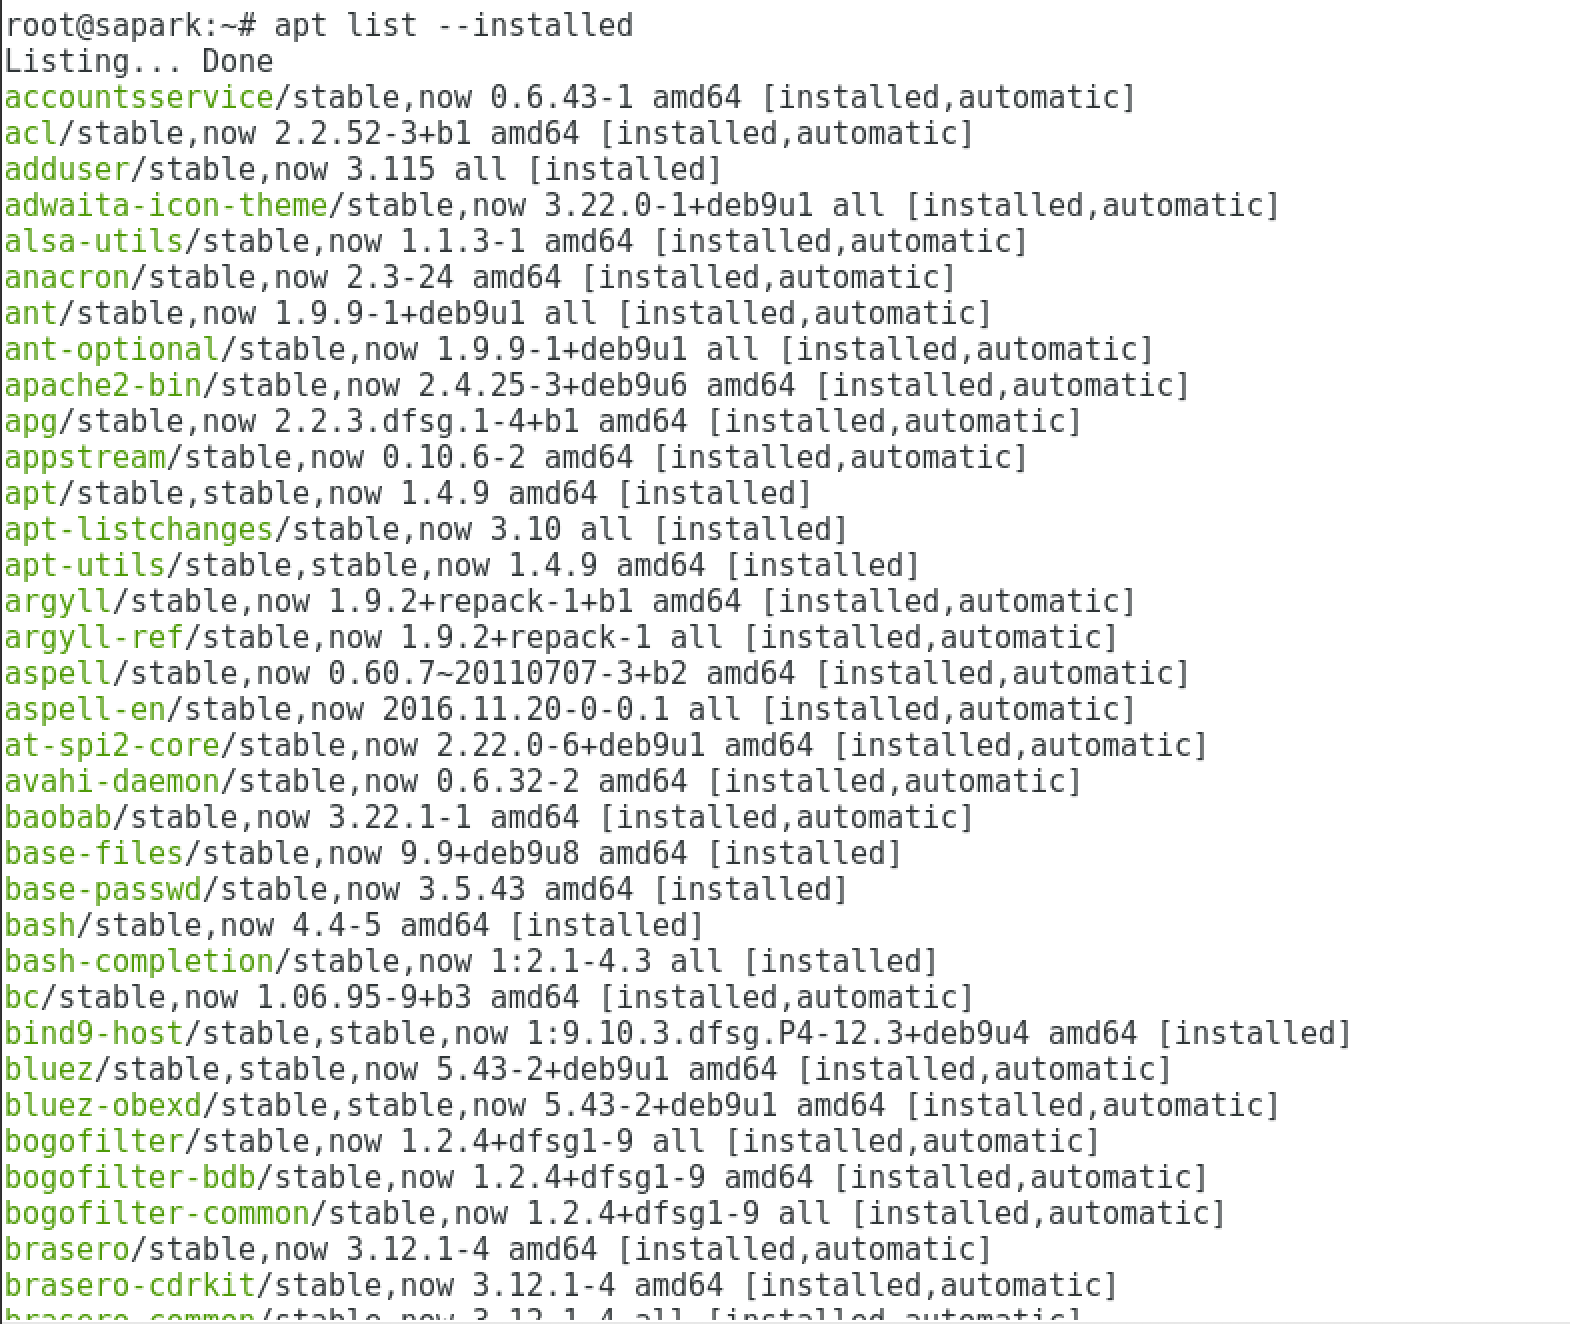 root@sapark:~# apt list --installed
Listing... Done
accountsservice/stable,now 0.6.43-1 amd64 [installed,automatic]
acl/stable,now 2.2.52-3+b1 amd64 [installed,automatic]
adduser/stable,now 3.115 all [installed]
adwaita-icon-theme/stable,now 3.22.0-1+deb9u1 all [installed,automatic]
alsa-utils/stable,now 1.1.3-1 amd64 [installed,automatic]
anacron/stable,now 2.3-24 amd64 [installed,automatic]
ant/stable,now 1.9.9-1+deb9u1 all [installed,automatic]
ant-optional/stable,now 1.9.9-1+deb9u1 all [installed,automatic]
apache2-bin/stable,now 2.4.25-3+deb9u6 amd64 [installed,automatic]
apg/stable,now 2.2.3.dfsg.1-4+b1 amd64 [installed,automatic]
appstream/stable,now 0.10.6-2 amd64 [installed,automatic]
apt/stable,stable,now 1.4.9 amd64 [installed]
apt-listchanges/stable,now 3.10 all [installed]
apt-utils/stable,stable,now 1.4.9 amd64 [installed]
argyll/stable,now 1.9.2+repack-1+b1 amd64 [installed,automatic]
argyll-ref/stable,now 1.9.2+repack-1 all [installed,automatic]
aspell/stable,now 0.60.7~20110707-3+b2 amd64 [installed,automatic]
aspell-en/stable,now 2016.11.20-0-0.1 all [installed,automatic]
at-spi2-core/stable,now 2.22.0-6+deb9u1 amd64 [installed,automatic]
avahi-daemon/stable,now 0.6.32-2 amd64 [installed,automatic]
baobab/stable,now 3.22.1-1 amd64 [installed,automatic]
base-files/stable,now 9.9+deb9u8 amd64 [installed]
base-passwd/stable,now 3.5.43 amd64 [installed]
bash/stable,now 4.4-5 amd64 [installed]
bash-completion/stable,now 1:2.1-4.3 all [installed]
bc/stable,now 1.06.95-9+b3 amd64 [installed,automatic]
bind9-host/stable,stable,now 1:9.10.3.dfsg.P4-12.3+deb9u4 amd64 [installed]
bluez/stable,stable,now 5.43-2+deb9u1 amd64 [installed,automatic]
bluez-obexd/stable,stable,now 5.43-2+deb9u1 amd64 [installed,automatic]
bogofilter/stable,now 1.2.4+dfsg1-9 all [installed,automatic]
bogofilter-bdb/stable,now 1.2.4+dfsg1-9 amd64 [installed,automatic]
bogofilter-common/stable,now 1.2.4+dfsg1-9 all [installed,automatic]
brasero/stable,now 3.12.1-4 amd64 [installed,automatic]
brasero-cdrkit/stable,now 3.12.1-4 amd64 [installed,automatic]
brasero-common/stable,now 3.12.1-4 all [installed,automatic]